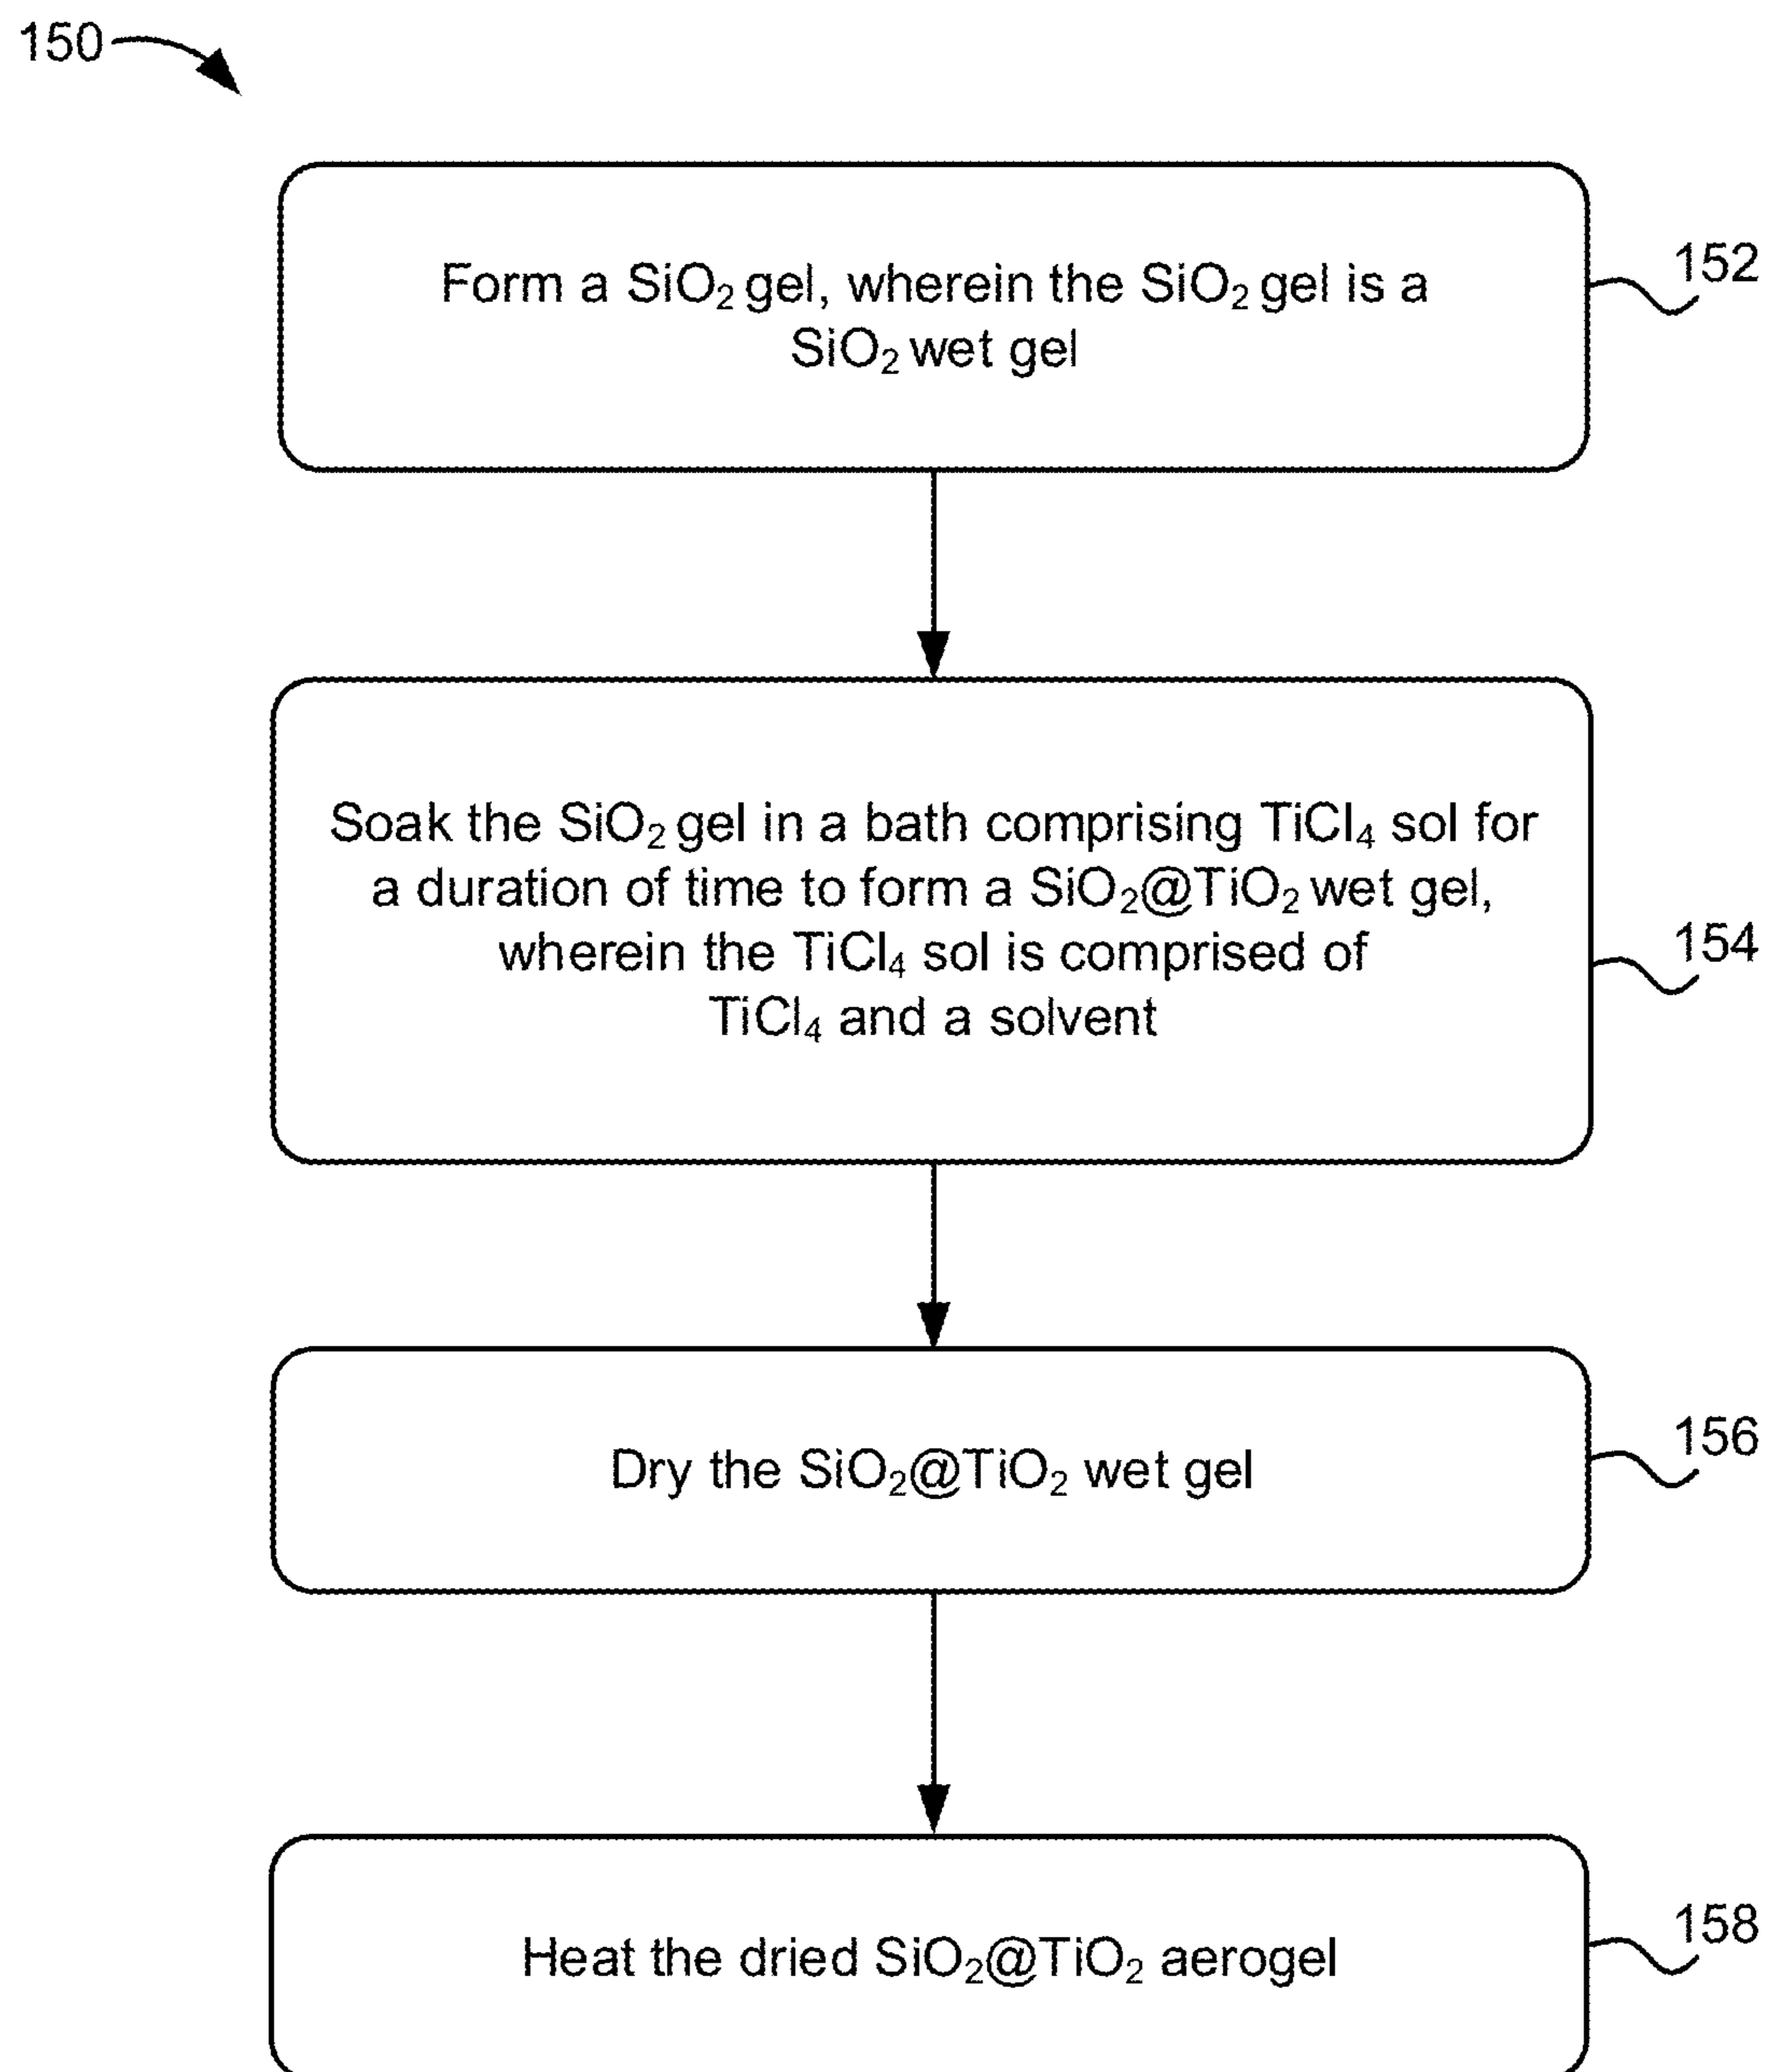 150
Form a SiO₂ gel, wherein the SiO₂ gel is a
SiO₂ wet gel
152
Soak the SiO₂ gel in a bath comprising TiCl₄ sol for
a duration of time to form a SiO₂@TiO₂ wet gel,
wherein the TiCl₄ sol is comprised of
TiCl₄ and a solvent
154
Dry the SiO₂@TiO₂ wet gel
156
Heat the dried SiO₂@TiO₂ aerogel
158